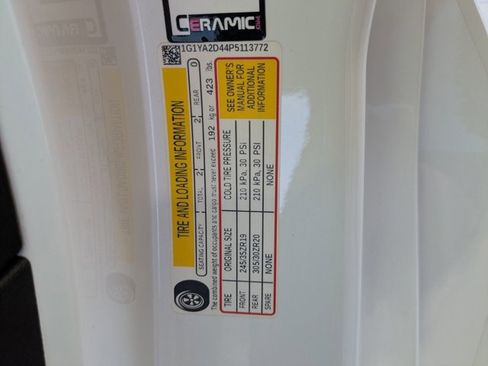 CERAMIC.com
1G1YA2D44P5113772
TIRE AND LOADING INFORMATION
SEATING CAPACITY TOTAL 2 FRONT 2 REAR 0
The combined weight of occupants and cargo must never exceed 192 kg or 423 lbs.
TIRE ORIGINAL SIZE COLD TIRE PRESSURE
FRONT 245/35ZR19 210 kPa, 30 PSI
REAR 305/30ZR20 210 kPa, 30 PSI
SPARE NONE NONE
SEE OWNER'S
MANUAL FOR
ADDITIONAL
INFORMATION